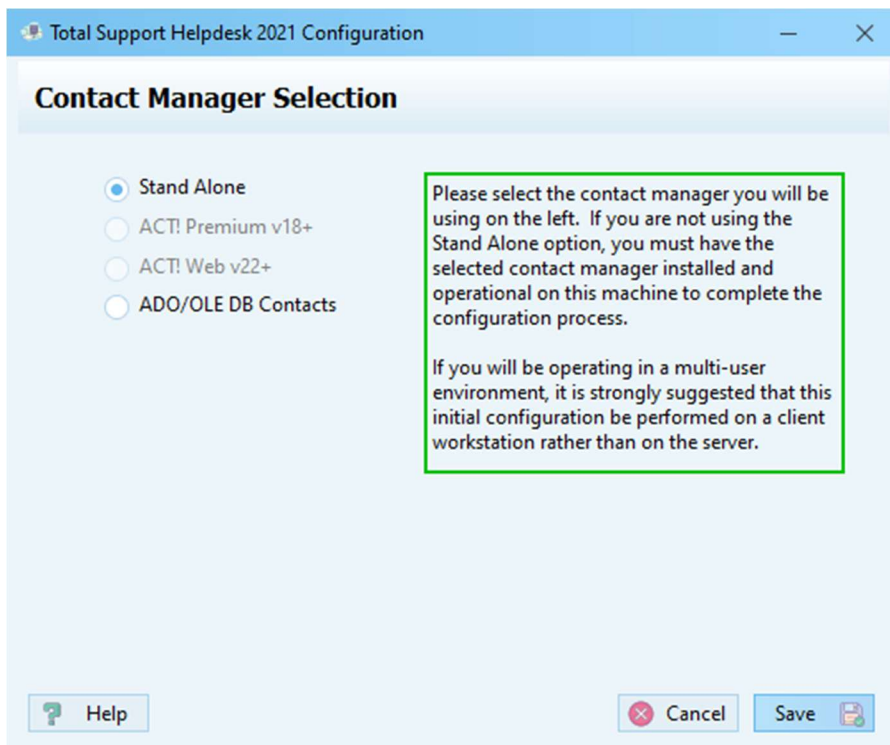 Total Support Helpdesk 2021 Configuration
Contact Manager Selection
Stand Alone
ACT! Premium v18+
ACT! Web v22+
ADO/OLE DB Contacts
Please select the contact manager you will be
using on the left.  If you are not using the
Stand Alone option, you must have the
selected contact manager installed and
operational on this machine to complete the
configuration process.
If you will be operating in a multi-user
environment, it is strongly suggested that this
initial configuration be performed on a client
workstation rather than on the server.
Help
Cancel
Save